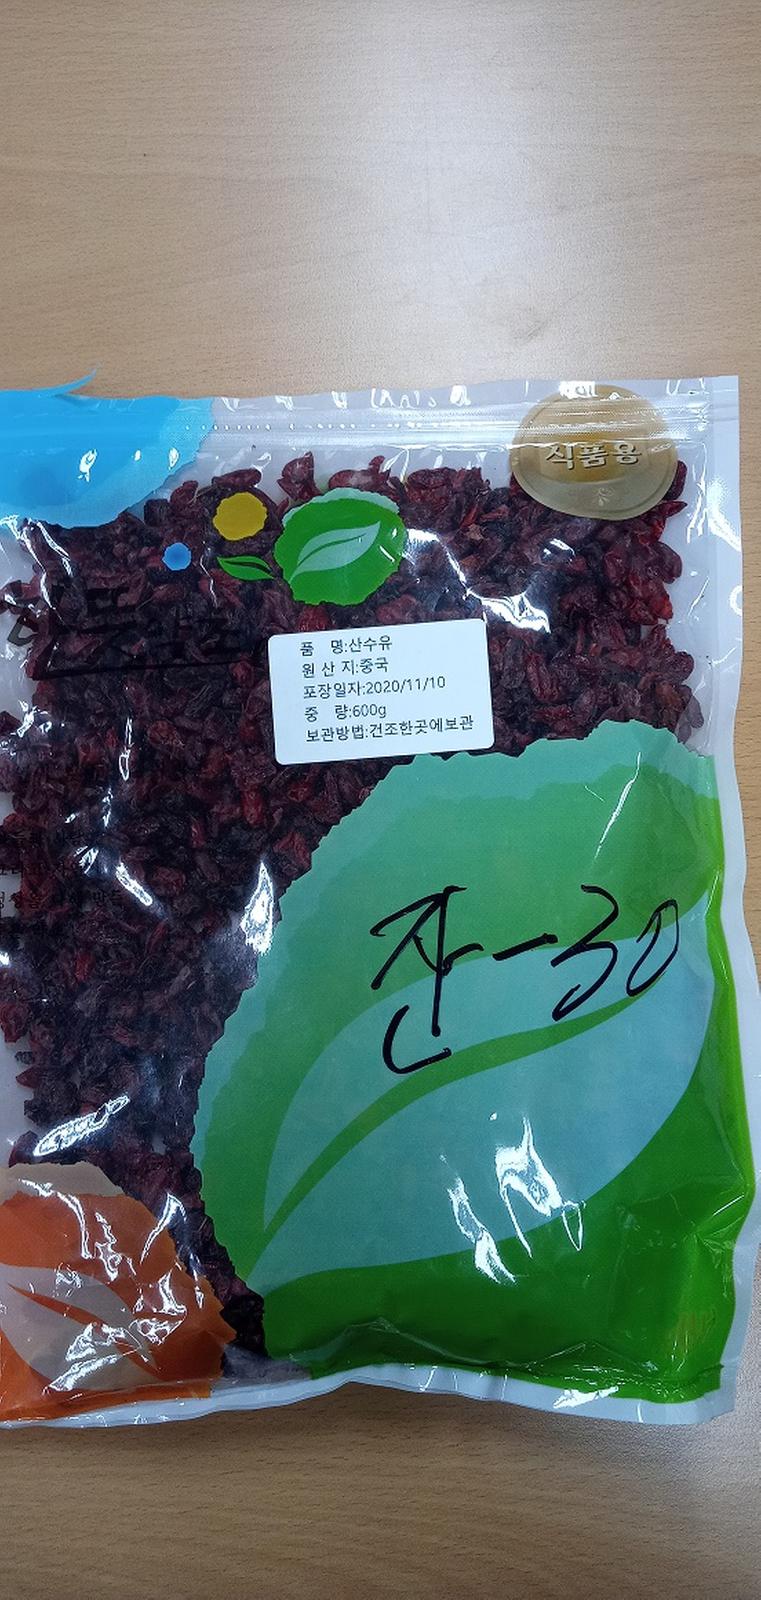 식품용
품 명:산수유
원 산 지:중국
포장일자:2020/11/10
중 량:600g
보관방법:건조한곳에보관
잔-30